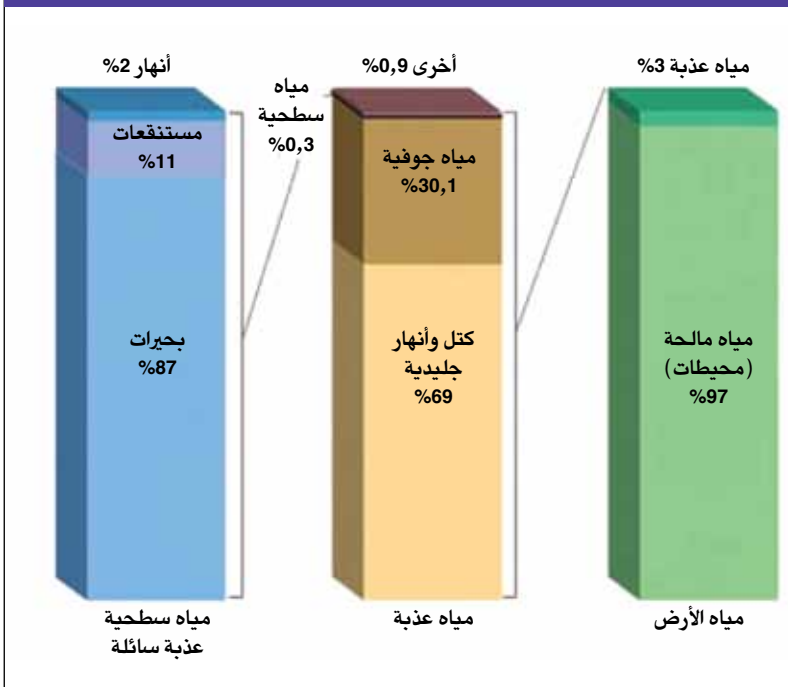 مياه عذبة 3%
مياه مالحة
(محيطات)
97%
مياه الأرض
أخرى 0,9%
مياه
سطحية
0,3%
مياه جوفية
30,1%
كتل وأنهار
جليدية
69%
مياه عذبة
أنهار 2%
مستنقعات
11%
بحيرات
87%
مياه سطحية
عذبة سائلة